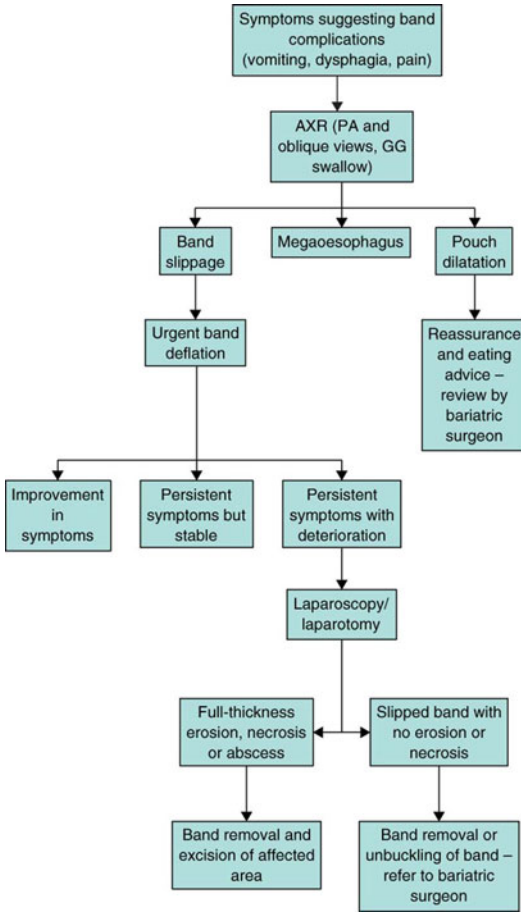 Symptoms suggesting
band complications
(vomiting, dysphagia, pain)
AXR (PA and
oblique views, GG
swallow)
Band
slippage
Megaoesophagus
Pouch
dilatation
Urgent band
deflation
Reassurance
and eating
advice –
review by
bariatric
surgeon
Improvement
in
symptoms
Persistent
symptoms but
stable
Persistent
symptoms with
deterioration
Laparoscopy/
laparotomy
Full-thickness
erosion, necrosis
or abscess
Slipped band with
no erosion or
necrosis
Band removal and
excision of affected
area
Band removal or
unbuckling of band –
refer to bariatric
surgeon